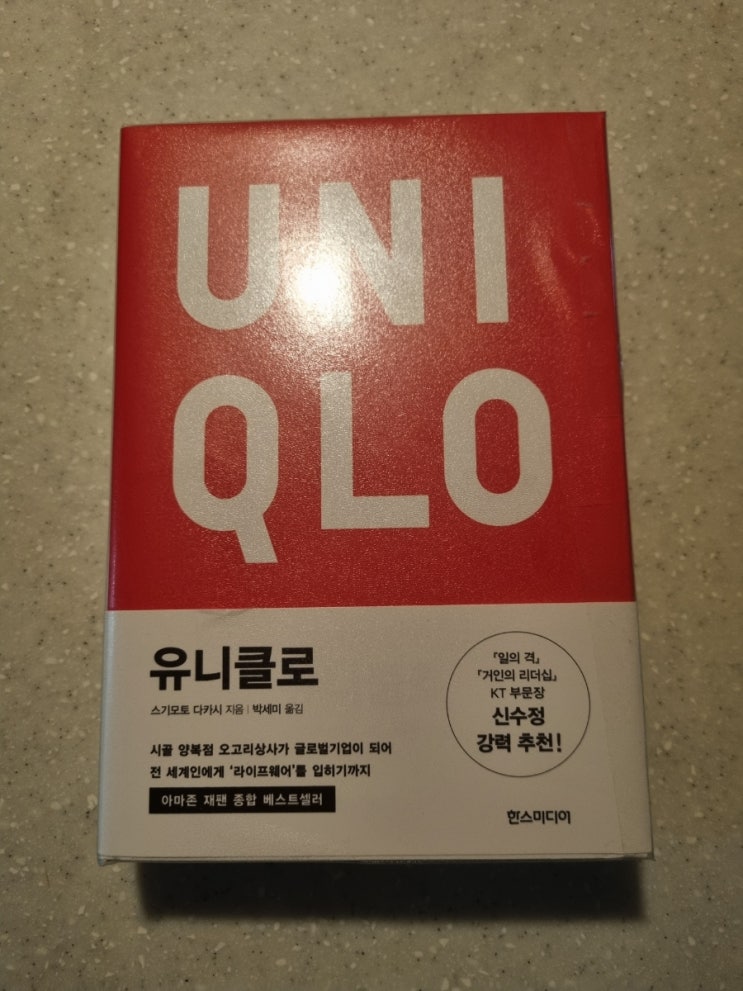 UNI
QLO
유니클로
스기모토 다카시 지음 | 박세미 옮김
시골 양복점 오고리상사가 글로벌기업이 되어
전 세계인에게 ‘라이프웨어’를 입히기까지
아마존 재팬 종합 베스트셀러
『일의 격』
『거인의 리더십』
KT 부문장
신수정
강력 추천!
한스미디어